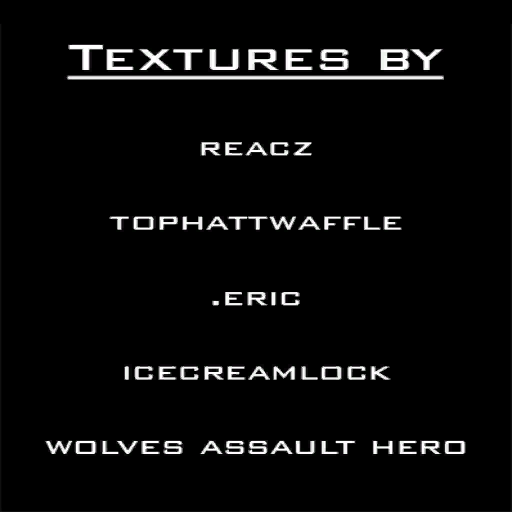 Textures by
reacz
tophattwaffle
.eric
icecreamlock
wolves assault hero